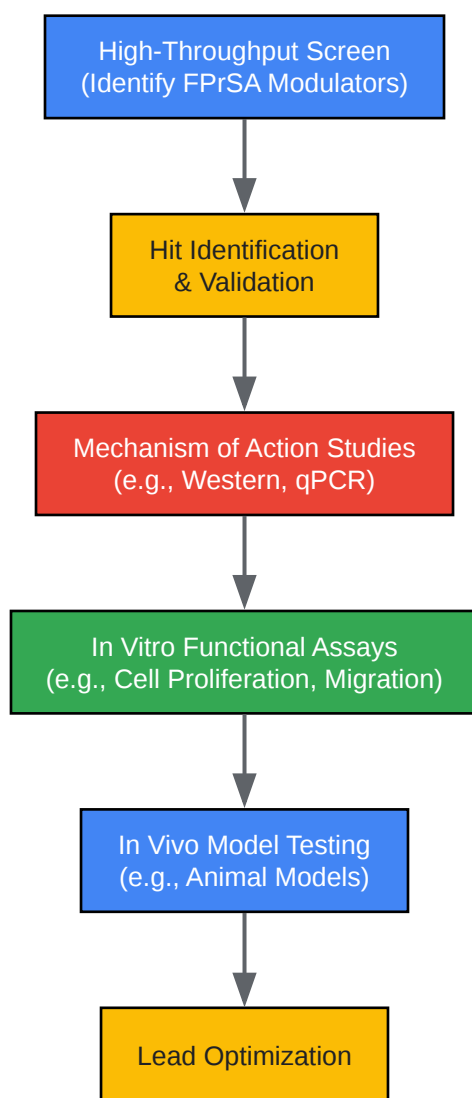 High-Throughput Screen
(Identify FPrSA Modulators)
Hit Identification
& Validation
Mechanism of Action Studies
(e.g., Western, qPCR)
In Vitro Functional Assays
(e.g., Cell Proliferation, Migration)
In Vivo Model Testing
(e.g., Animal Models)
Lead Optimization